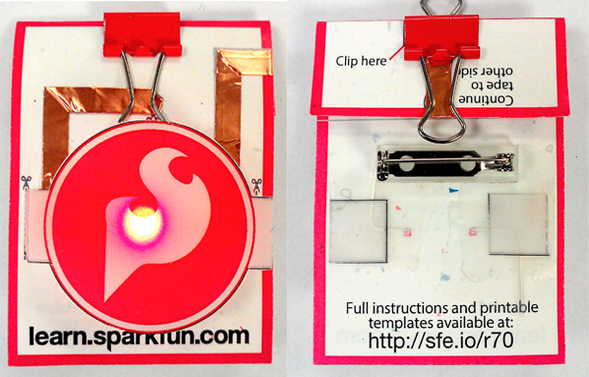 learn.sparkfun.com
Clip here
Continue
tape to
other side
Full instructions and printable
templates available at:
http://sfe.io/r70